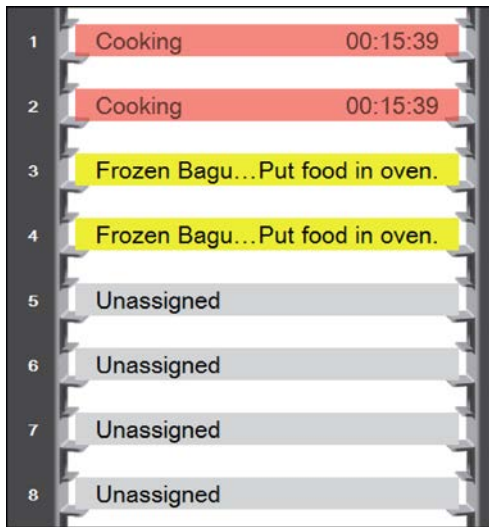 1 Cooking 00:15:39
2 Cooking 00:15:39
3 Frozen Bagu...Put food in oven.
4 Frozen Bagu...Put food in oven.
5 Unassigned
6 Unassigned
7 Unassigned
8 Unassigned